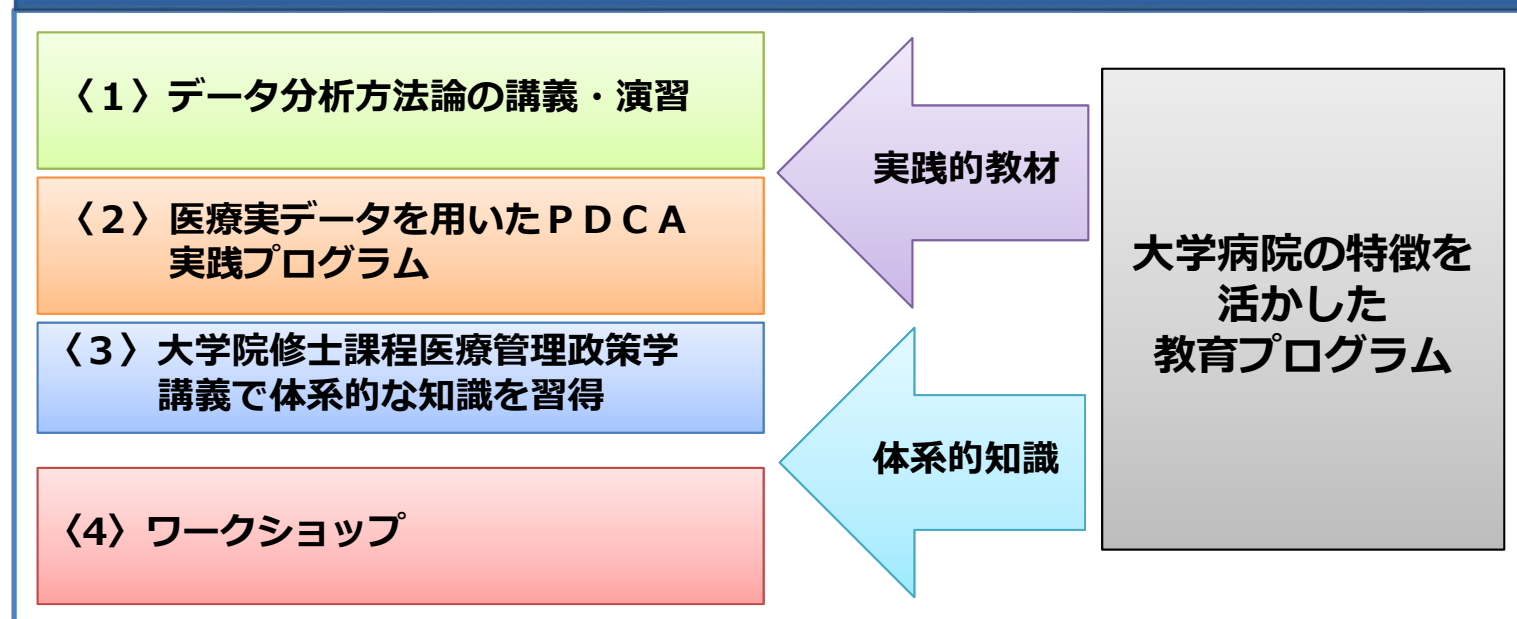 〈１〉データ分析方法論の講義・演習
〈２〉医療実データを用いたＰＤＣＡ
実践プログラム
〈３〉大学院修士課程医療管理政策学
講義で体系的な知識を習得
〈4〉ワークショップ
実践的教材
体系的知識
大学病院の特徴を
活かした
教育プログラム